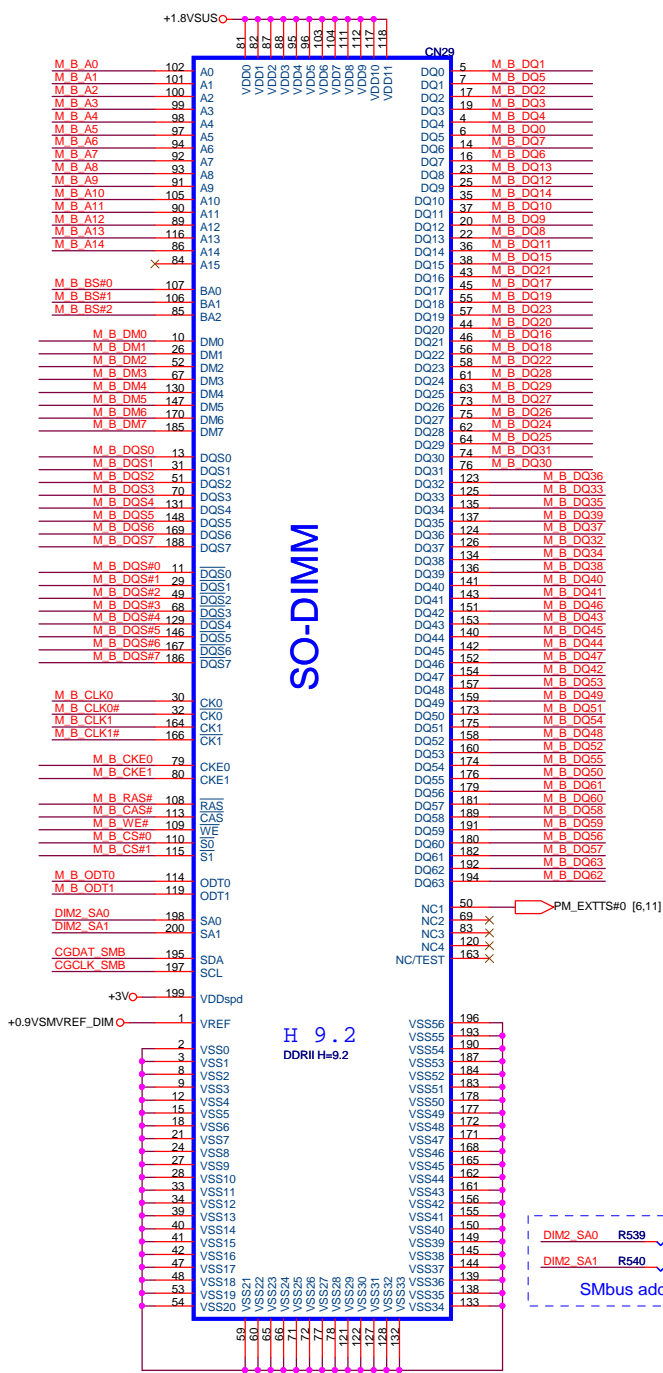 +1.8VSUS
81 VDD0
82 VDD1
87 VDD2
88 VDD3
95 VDD4
96 VDD5
103 VDD6
104 VDD7
111 VDD8
112 VDD9
117 VDD10
118 VDD11
CN29
M_B_A0 102 A0
M_B_A1 101 A1
M_B_A2 100 A2
M_B_A3 99 A3
M_B_A4 98 A4
M_B_A5 97 A5
M_B_A6 94 A6
M_B_A7 92 A7
M_B_A8 93 A8
M_B_A9 91 A9
M_B_A10 105 A10
M_B_A11 90 A11
M_B_A12 89 A12
M_B_A13 116 A13
M_B_A14 86 A14
84 A15
M_B_BS#0 107 BA0
M_B_BS#1 106 BA1
M_B_BS#2 85 BA2
M_B_DM0 10 DM0
M_B_DM1 26 DM1
M_B_DM2 52 DM2
M_B_DM3 67 DM3
M_B_DM4 130 DM4
M_B_DM5 147 DM5
M_B_DM6 170 DM6
M_B_DM7 185 DM7
M_B_DQS0 13 DQS0
M_B_DQS1 31 DQS1
M_B_DQS2 51 DQS2
M_B_DQS3 70 DQS3
M_B_DQS4 131 DQS4
M_B_DQS5 148 DQS5
M_B_DQS6 169 DQS6
M_B_DQS7 188 DQS7
M_B_DQS#0 11 DQS0
M_B_DQS#1 29 DQS1
M_B_DQS#2 49 DQS2
M_B_DQS#3 68 DQS3
M_B_DQS#4 129 DQS4
M_B_DQS#5 146 DQS5
M_B_DQS#6 167 DQS6
M_B_DQS#7 186 DQS7
M_B_CLK0 30 CK0
M_B_CLK0# 32 CK0
M_B_CLK1 164 CK1
M_B_CLK1# 166 CK1
M_B_CKE0 79 CKE0
M_B_CKE1 80 CKE1
M_B_RAS# 108 RAS
M_B_CAS# 113 CAS
M_B_WE# 109 WE
M_B_CS#0 110 S0
M_B_CS#1 115 S1
M_B_ODT0 114 ODT0
M_B_ODT1 119 ODT1
DIM2_SA0 198 SA0
DIM2_SA1 200 SA1
CGDAT_SMB 195 SDA
CGCLK_SMB 197 SCL
+3V 199 VDDspd
+0.9VSMVREF_DIM 1 VREF
2 VSS0
3 VSS1
8 VSS2
9 VSS3
12 VSS4
15 VSS5
18 VSS6
21 VSS7
24 VSS8
27 VSS9
28 VSS10
33 VSS11
34 VSS12
39 VSS13
40 VSS14
41 VSS15
42 VSS16
47 VSS17
48 VSS18
53 VSS19
54 VSS20
SO-DIMM
H 9.2
DDRII H=9.2
DQ0 5 M_B_DQ1
DQ1 7 M_B_DQ5
DQ2 17 M_B_DQ2
DQ3 19 M_B_DQ3
DQ4 4 M_B_DQ4
DQ5 6 M_B_DQ0
DQ6 14 M_B_DQ7
DQ7 16 M_B_DQ6
DQ8 23 M_B_DQ13
DQ9 25 M_B_DQ12
DQ10 35 M_B_DQ14
DQ11 37 M_B_DQ10
DQ12 20 M_B_DQ9
DQ13 22 M_B_DQ8
DQ14 36 M_B_DQ11
DQ15 38 M_B_DQ15
DQ16 43 M_B_DQ21
DQ17 45 M_B_DQ17
DQ18 55 M_B_DQ19
DQ19 57 M_B_DQ23
DQ20 44 M_B_DQ20
DQ21 46 M_B_DQ16
DQ22 56 M_B_DQ18
DQ23 58 M_B_DQ22
DQ24 61 M_B_DQ28
DQ25 63 M_B_DQ29
DQ26 73 M_B_DQ27
DQ27 75 M_B_DQ26
DQ28 62 M_B_DQ24
DQ29 64 M_B_DQ25
DQ30 74 M_B_DQ31
DQ31 76 M_B_DQ30
DQ32 123 M_B_DQ36
DQ33 125 M_B_DQ33
DQ34 135 M_B_DQ35
DQ35 137 M_B_DQ39
DQ36 124 M_B_DQ37
DQ37 126 M_B_DQ32
DQ38 134 M_B_DQ34
DQ39 136 M_B_DQ38
DQ40 141 M_B_DQ40
DQ41 143 M_B_DQ41
DQ42 151 M_B_DQ46
DQ43 153 M_B_DQ43
DQ44 140 M_B_DQ45
DQ45 142 M_B_DQ44
DQ46 152 M_B_DQ47
DQ47 154 M_B_DQ42
DQ48 157 M_B_DQ53
DQ49 159 M_B_DQ49
DQ50 173 M_B_DQ51
DQ51 175 M_B_DQ54
DQ52 158 M_B_DQ48
DQ53 160 M_B_DQ52
DQ54 174 M_B_DQ55
DQ55 176 M_B_DQ50
DQ56 179 M_B_DQ61
DQ57 181 M_B_DQ60
DQ58 189 M_B_DQ58
DQ59 191 M_B_DQ59
DQ60 180 M_B_DQ56
DQ61 182 M_B_DQ57
DQ62 192 M_B_DQ63
DQ63 194 M_B_DQ62
NC1 50 PM_EXTTS#0 [6,11]
NC2 69
NC3 83
NC4 120
NC/TEST 163
VSS56 196
VSS55 193
VSS54 190
VSS53 187
VSS52 184
VSS51 183
VSS50 178
VSS49 177
VSS48 172
VSS47 171
VSS46 168
VSS45 165
VSS44 162
VSS43 161
VSS42 156
VSS41 155
VSS40 150
VSS39 149
VSS38 145
VSS37 144
VSS36 139
VSS35 138
VSS34 133
VSS21 59
VSS22 60
VSS23 65
VSS24 66
VSS25 71
VSS26 72
VSS27 77
VSS28 78
VSS29 121
VSS30 122
VSS31 127
VSS32 128
VSS33 132
DIM2_SA0 R539
DIM2_SA1 R540
SMbus add